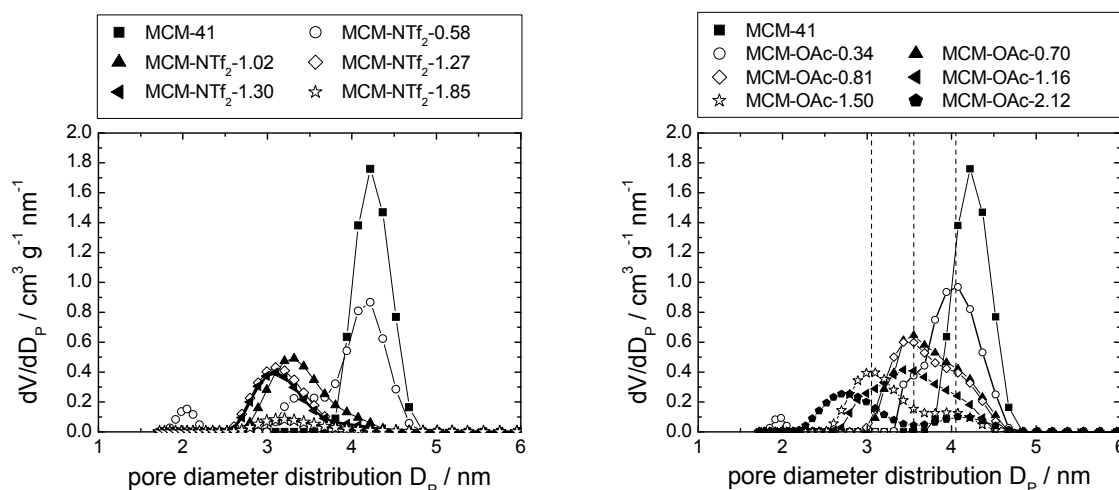 MCM-41 MCM-NTf₂-0.58
MCM-NTf₂-1.02 MCM-NTf₂-1.27
MCM-NTf₂-1.30 MCM-NTf₂-1.85
2.0
1.8
1.6
1.4
1.2
1.0
0.8
0.6
0.4
0.2
0.0
dV/dD_P / cm³ g⁻¹ nm⁻¹
1 2 3 4 5 6
pore diameter distribution D_P / nm
MCM-41
MCM-OAc-0.34 MCM-OAc-0.70
MCM-OAc-0.81 MCM-OAc-1.16
MCM-OAc-1.50 MCM-OAc-2.12
2.0
1.8
1.6
1.4
1.2
1.0
0.8
0.6
0.4
0.2
0.0
dV/dD_P / cm³ g⁻¹ nm⁻¹
1 2 3 4 5 6
pore diameter distribution D_P / nm